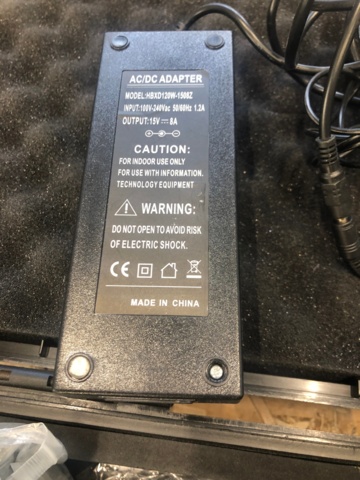 AC/DC ADAPTER
MODEL:HBXD120W-1506Z
INPUT:100V-240Vac 50/60Hz 1.2A
OUTPUT:15V⎓8A
CAUTION:
FOR INDOOR USE ONLY
FOR USE WITH INFORMATION.
TECHNOLOGY EQUIPMENT
WARNING:
DO NOT OPEN TO AVOID RISK
OF ELECTRIC SHOCK.
CE
MADE IN CHINA